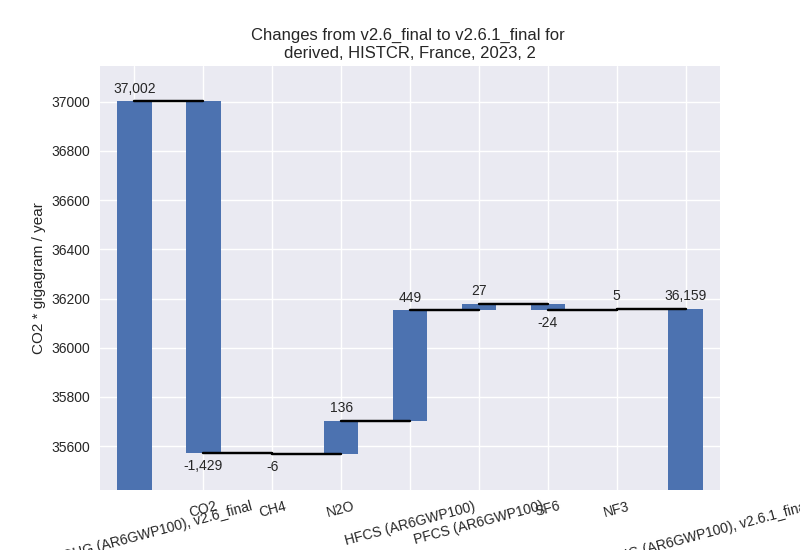 Changes from v2.6_final to v2.6.1_final for
derived, HISTCR, France, 2023, 2
CO2 * gigagram / year
37000
36800
36600
36400
36200
36000
35800
35600
37,002
-1,429
-6
136
449
27
-24
5
36,159
(AR6GWP100), v2.6_final
CO2
CH4
N2O
HFCS (AR6GWP100)
PFCS (AR6GWP100)
SF6
NF3
(AR6GWP100), v2.6.1_fina